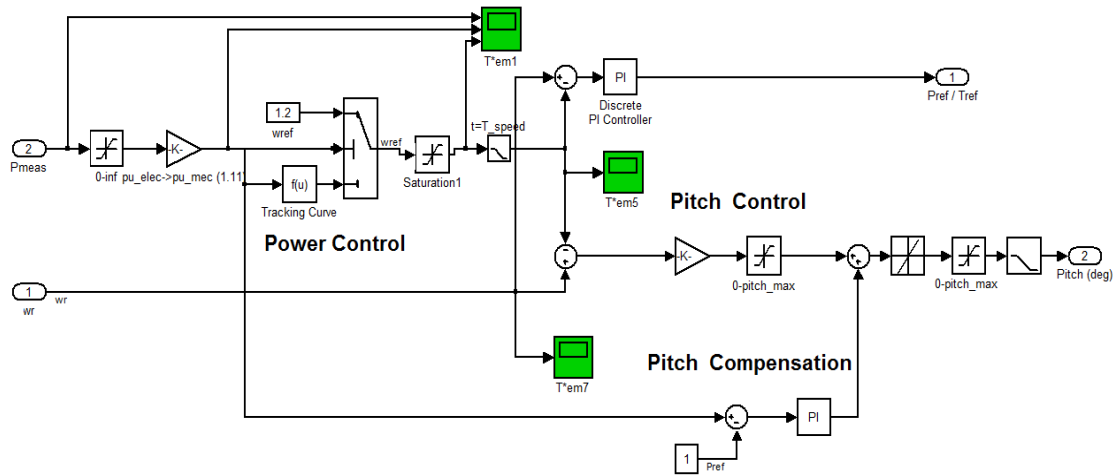 T*em1
1.2
wref
wref
t=T_speed
+
-
PI
Discrete
PI Controller
1
Pref / Tref
2
Pmeas
0-inf
-K-
pu_elec->pu_mec (1.11)
f(u)
Tracking Curve
Saturation1
Power Control
T*em5
Pitch Control
-K-
0-pitch_max
+
+
0-pitch_max
2
Pitch (deg)
1
wr
wr
T*em7
Pitch Compensation
+
-
PI
1
Pref